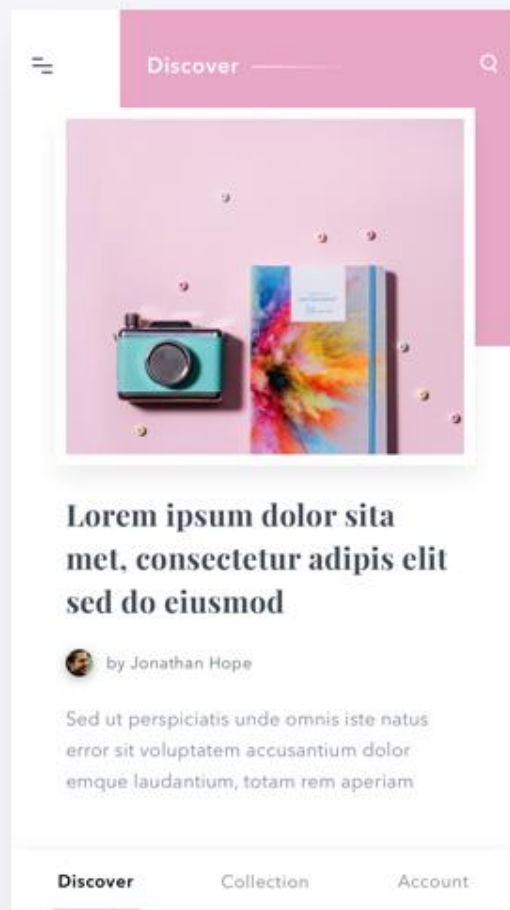 Discover
Lorem ipsum dolor sita
met, consectetur adipis elit
sed do eiusmod
by Jonathan Hope
Sed ut perspiciatis unde omnis iste natus
error sit voluptatem accusantium dolor
emque laudantium, totam rem aperiam
Discover Collection Account